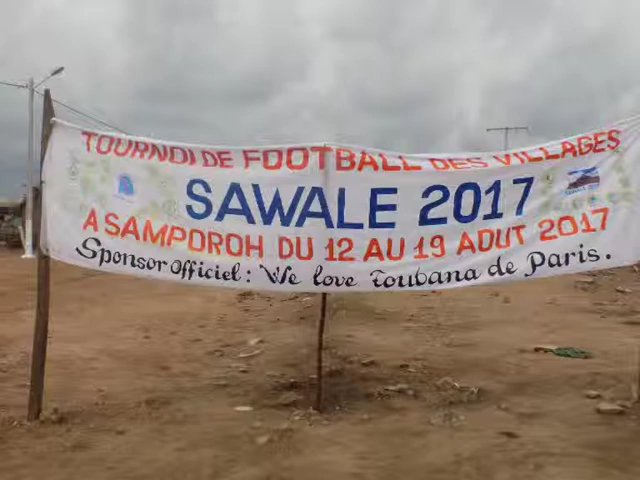 TOURNOI DE FOOTBALL DES VILLAGES
SAWALE 2017
A SAMPOROH DU 12 AU 19 AOUT 2017
Sponsor Officiel : We love Toubana de Paris.